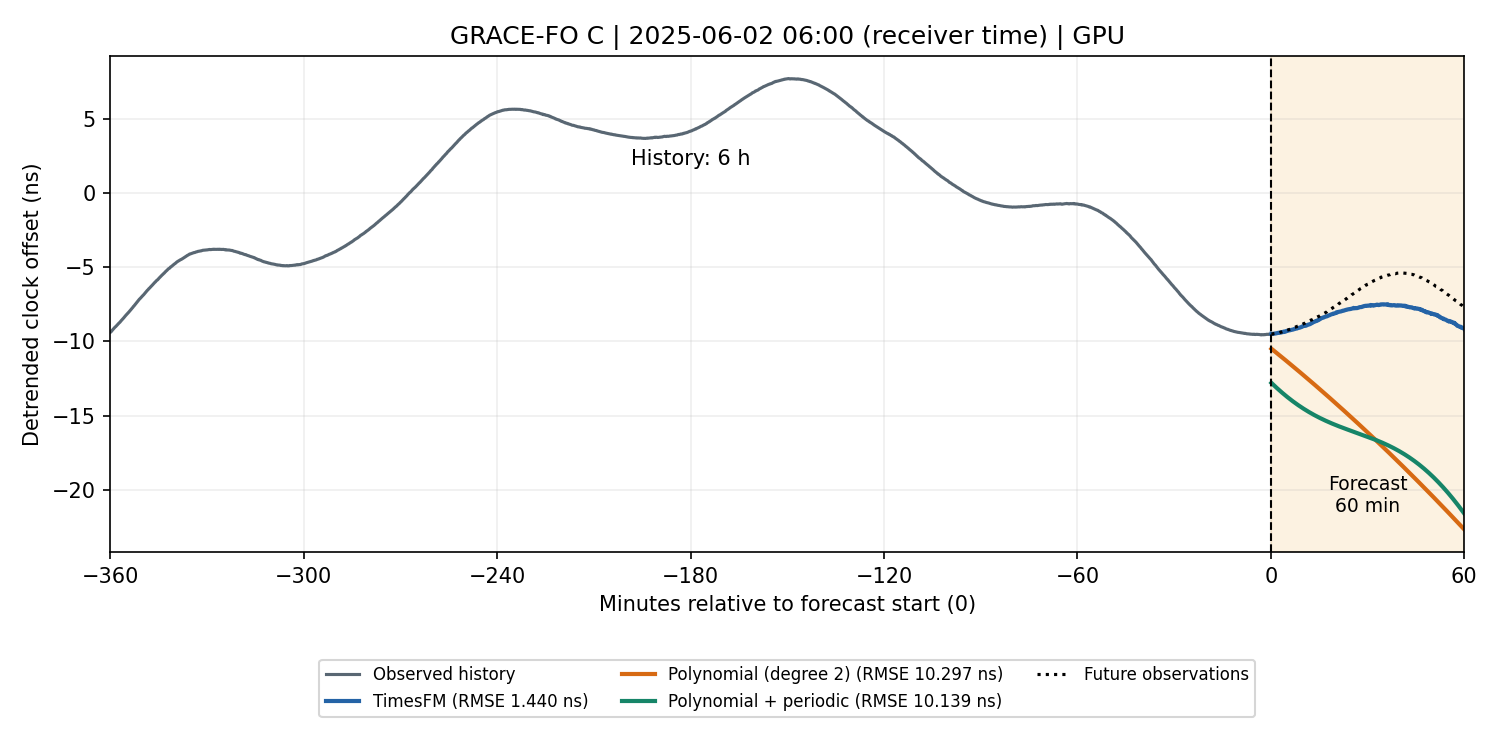 GRACE-FO C | 2025-06-02 06:00 (receiver time) | GPU
Detrended clock offset (ns)
5
0
−5
−10
−15
−20
History: 6 h
Forecast
60 min
−360 −300 −240 −180 −120 −60 0 60
Minutes relative to forecast start (0)
Observed history
TimesFM (RMSE 1.440 ns)
Polynomial (degree 2) (RMSE 10.297 ns)
Polynomial + periodic (RMSE 10.139 ns)
Future observations